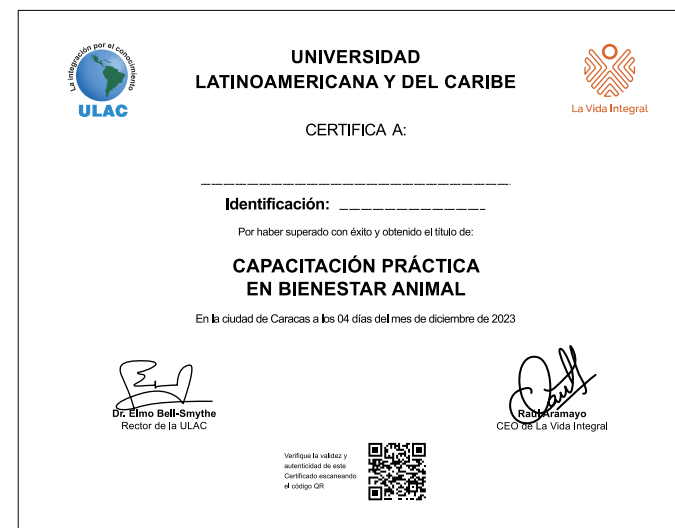 La integración por el conocimiento
ULAC
UNIVERSIDAD
LATINOAMERICANA Y DEL CARIBE
La Vida Integral
CERTIFICA A:
Identificación:
Por haber superado con éxito y obtenido el título de:
CAPACITACIÓN PRÁCTICA
EN BIENESTAR ANIMAL
En la ciudad de Caracas a los 04 días del mes de diciembre de 2023
Dr. Elmo Bell-Smythe
Rector de la ULAC
Raúl Aramayo
CEO de La Vida Integral
Verifique la validez y
autenticidad de este
Certificado escaneando
el código QR